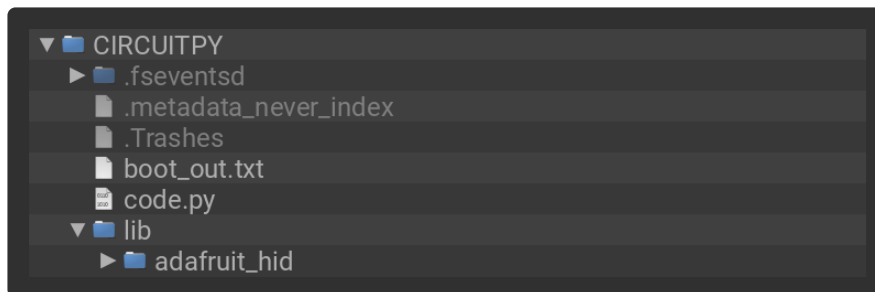 CIRCUITPY
.fseventsd
.metadata_never_index
.Trashes
boot_out.txt
code.py
lib
adafruit_hid